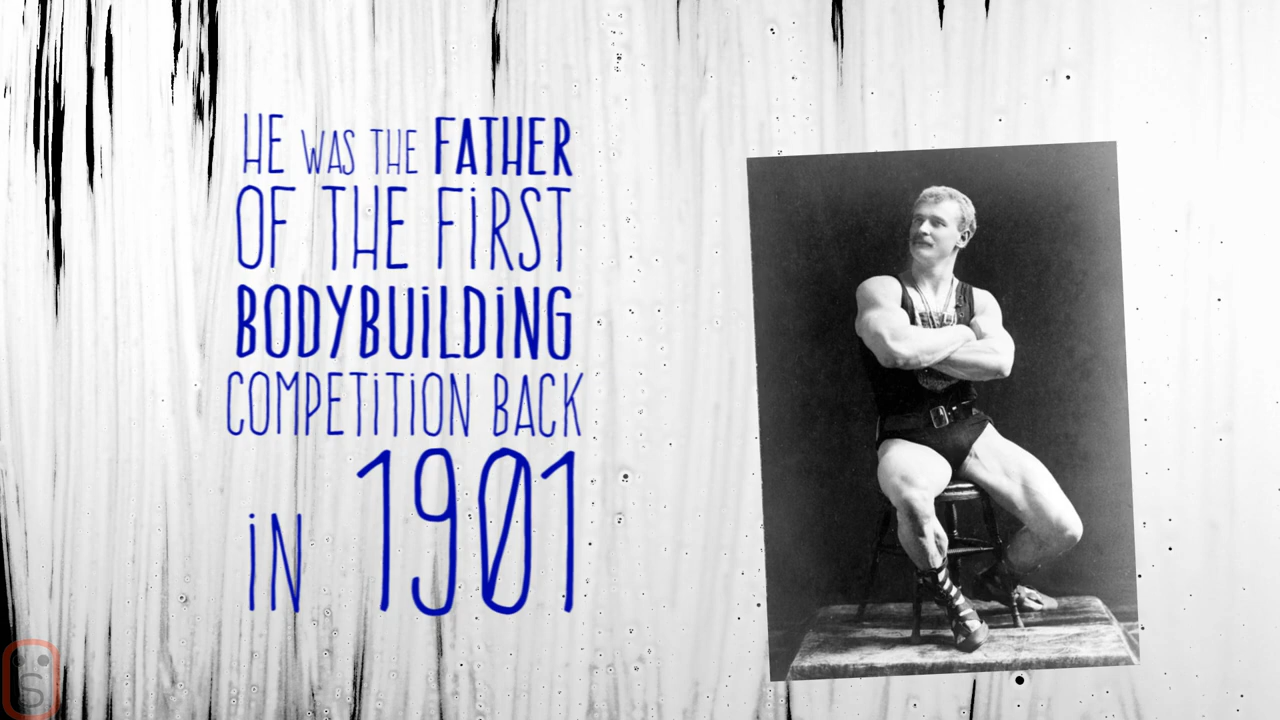 HE WAS THE FATHER
OF THE FiRST
BODYBUiLDiNG
COMPETiTiON BACK
iN 1901
S